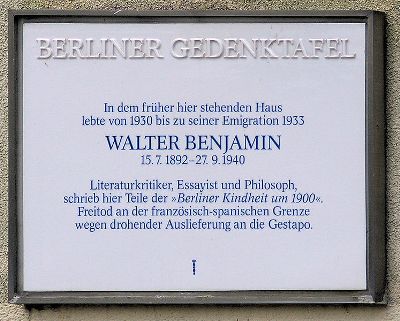 BERLINER GEDENKTAFEL
In dem früher hier stehenden Haus
lebte von 1930 bis zu seiner Emigration 1933
WALTER BENJAMIN
15.7.1892–27.9.1940
Literaturkritiker, Essayist und Philosoph,
schrieb hier Teile der »Berliner Kindheit um 1900«.
Freitod an der französisch-spanischen Grenze
wegen drohender Auslieferung an die Gestapo.